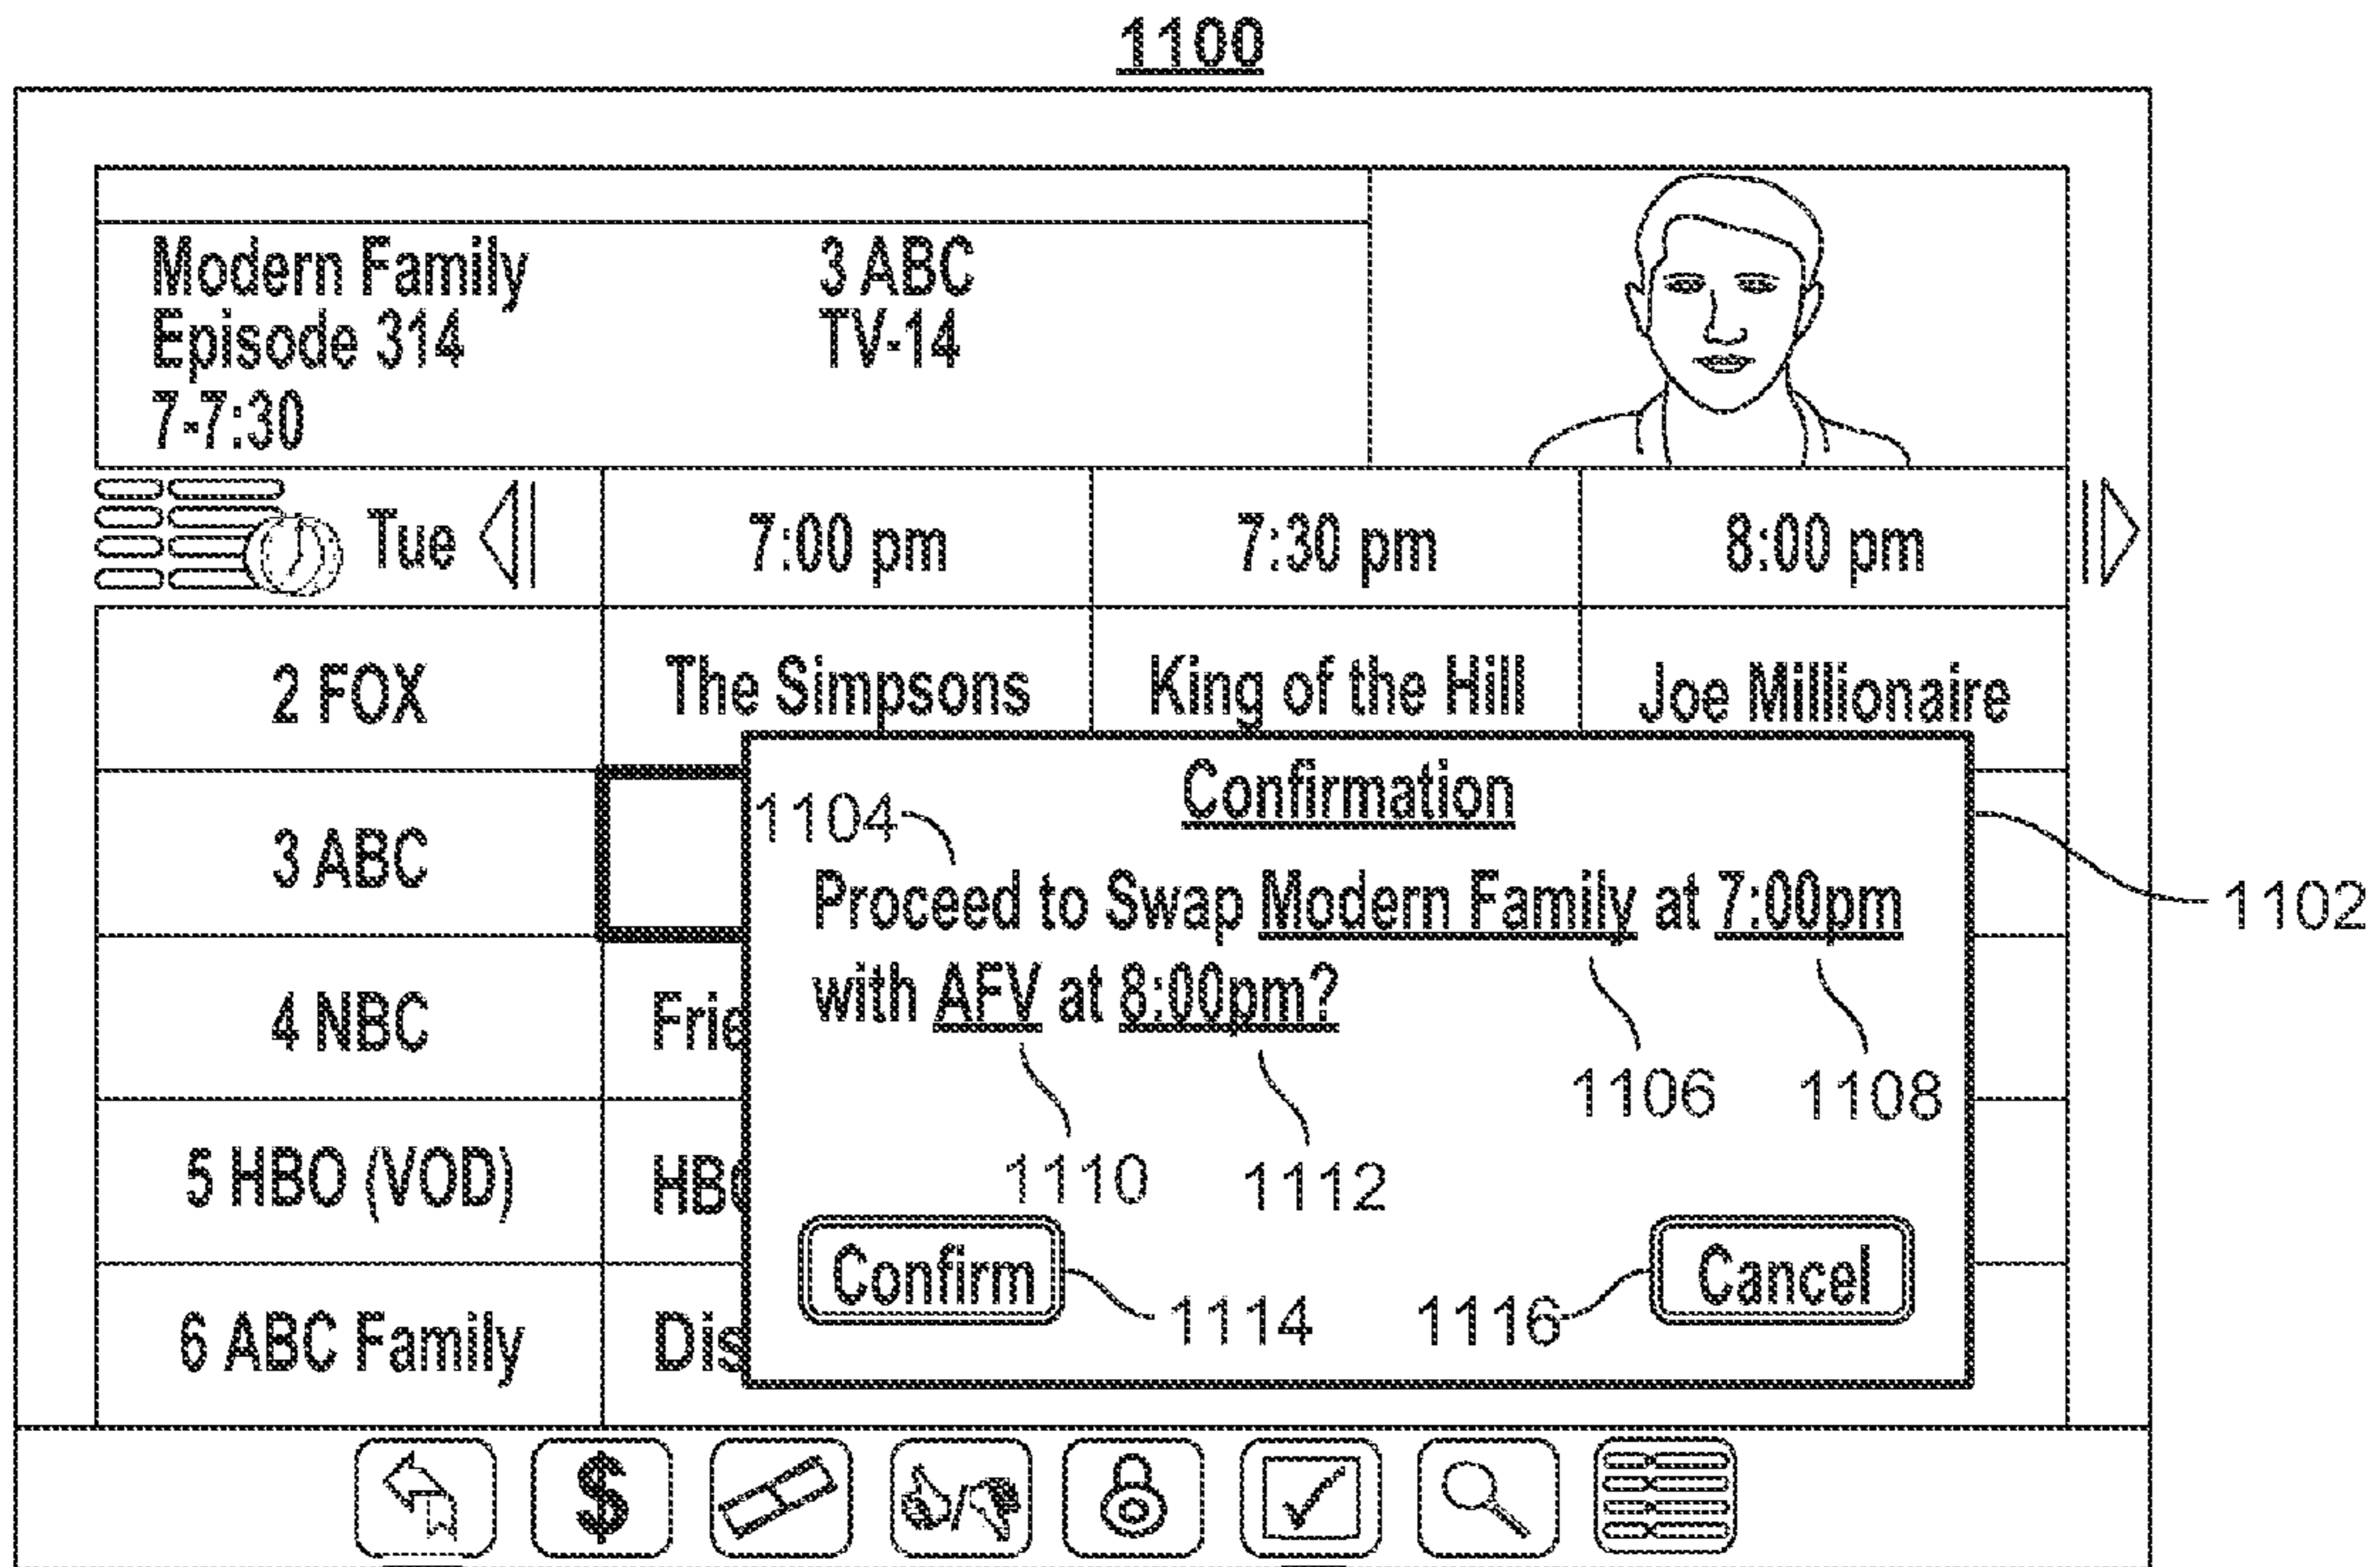 1100
Modern Family 3 ABC
Episode 314 TV-14
7-7:30
Tue 7:00 pm 7:30 pm 8:00 pm
2 FOX The Simpsons King of the Hill Joe Millionaire
Confirmation
1104
3 ABC
Proceed to Swap Modern Family at 7:00pm
1102
with AFV at 8:00pm?
4 NBC Frie
1106 1108
1110 1112
5 HBO (VOD) HBO
Confirm Cancel
1114 1116
6 ABC Family Dis
$